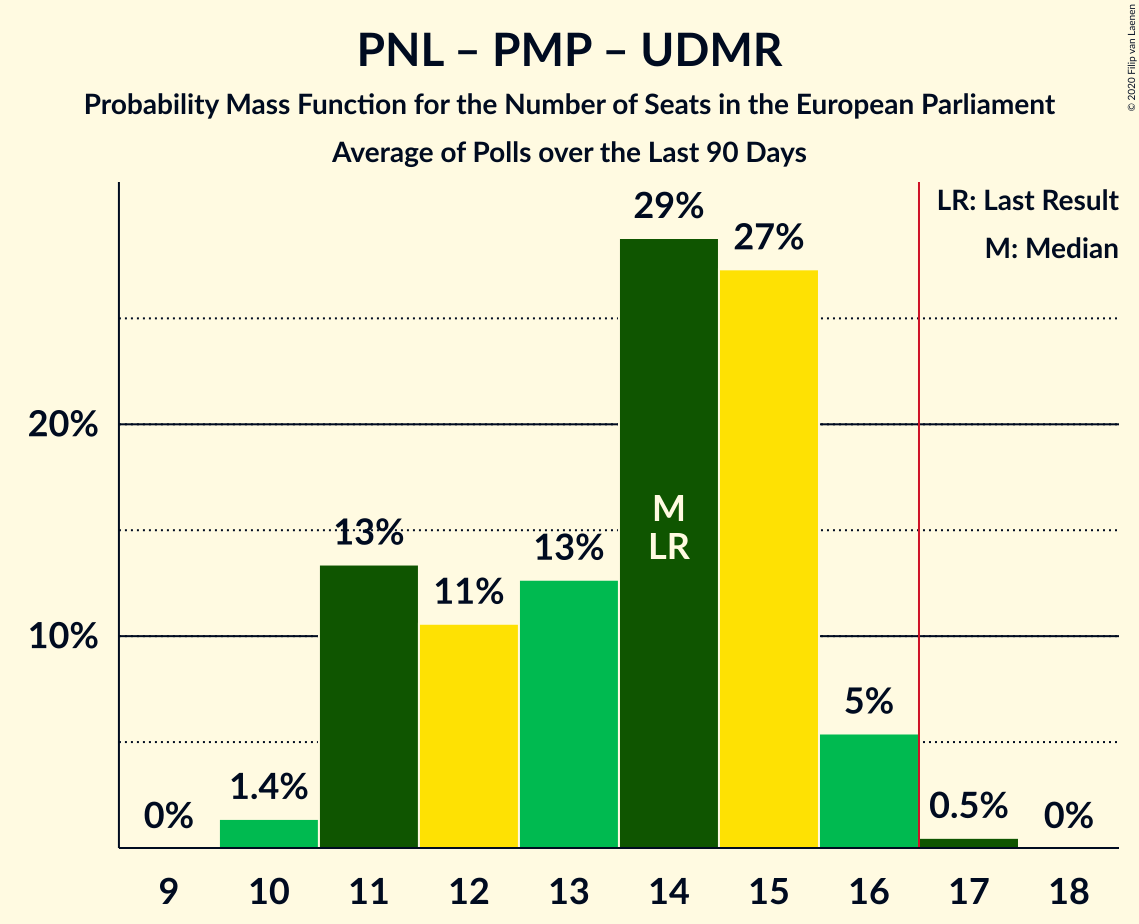 PNL – PMP – UDMR
Probability Mass Function for the Number of Seats in the European Parliament
Average of Polls over the Last 90 Days
© 2020 Filip van Laenen
LR: Last Result
M: Median
20%
10%
0%
1.4%
13%
11%
13%
29%
27%
5%
0.5%
0%
M
LR
9
10
11
12
13
14
15
16
17
18